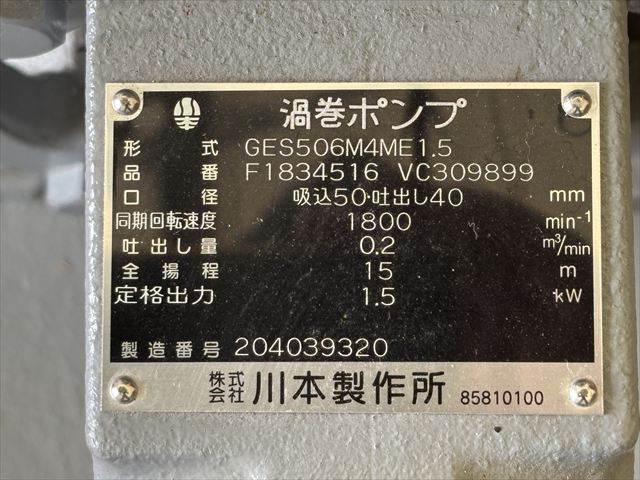 渦巻ポンプ
形式 GES506M4ME1.5
品番 F1834516 VC309899
口径 吸込50・吐出し40 mm
同期回転速度 1800 min⁻¹
吐出し量 0.2 m³/min
全揚程 15 m
定格出力 1.5 kW
製造番号 204039320
株式会社 川本製作所 85810100